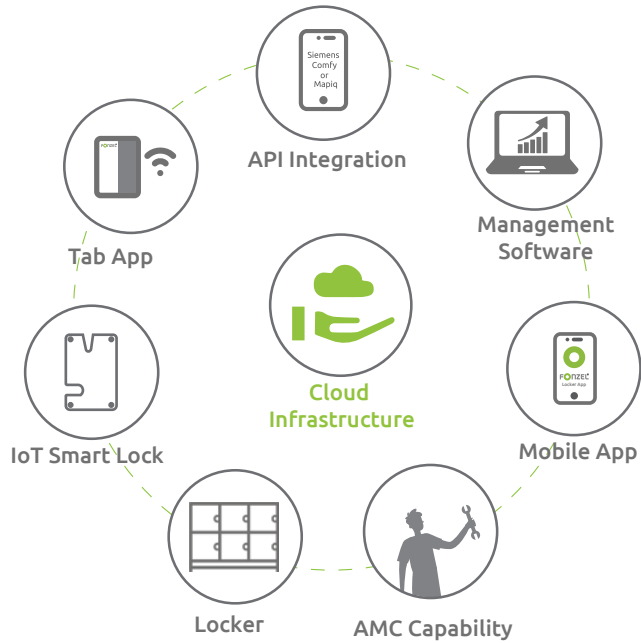 Siemens
Comfy
or
Mapiq
API Integration
FONZEL
Tab App
Management
Software
Cloud
Infrastructure
IoT Smart Lock
FONZEL
Locker App
Mobile App
Locker
AMC Capability